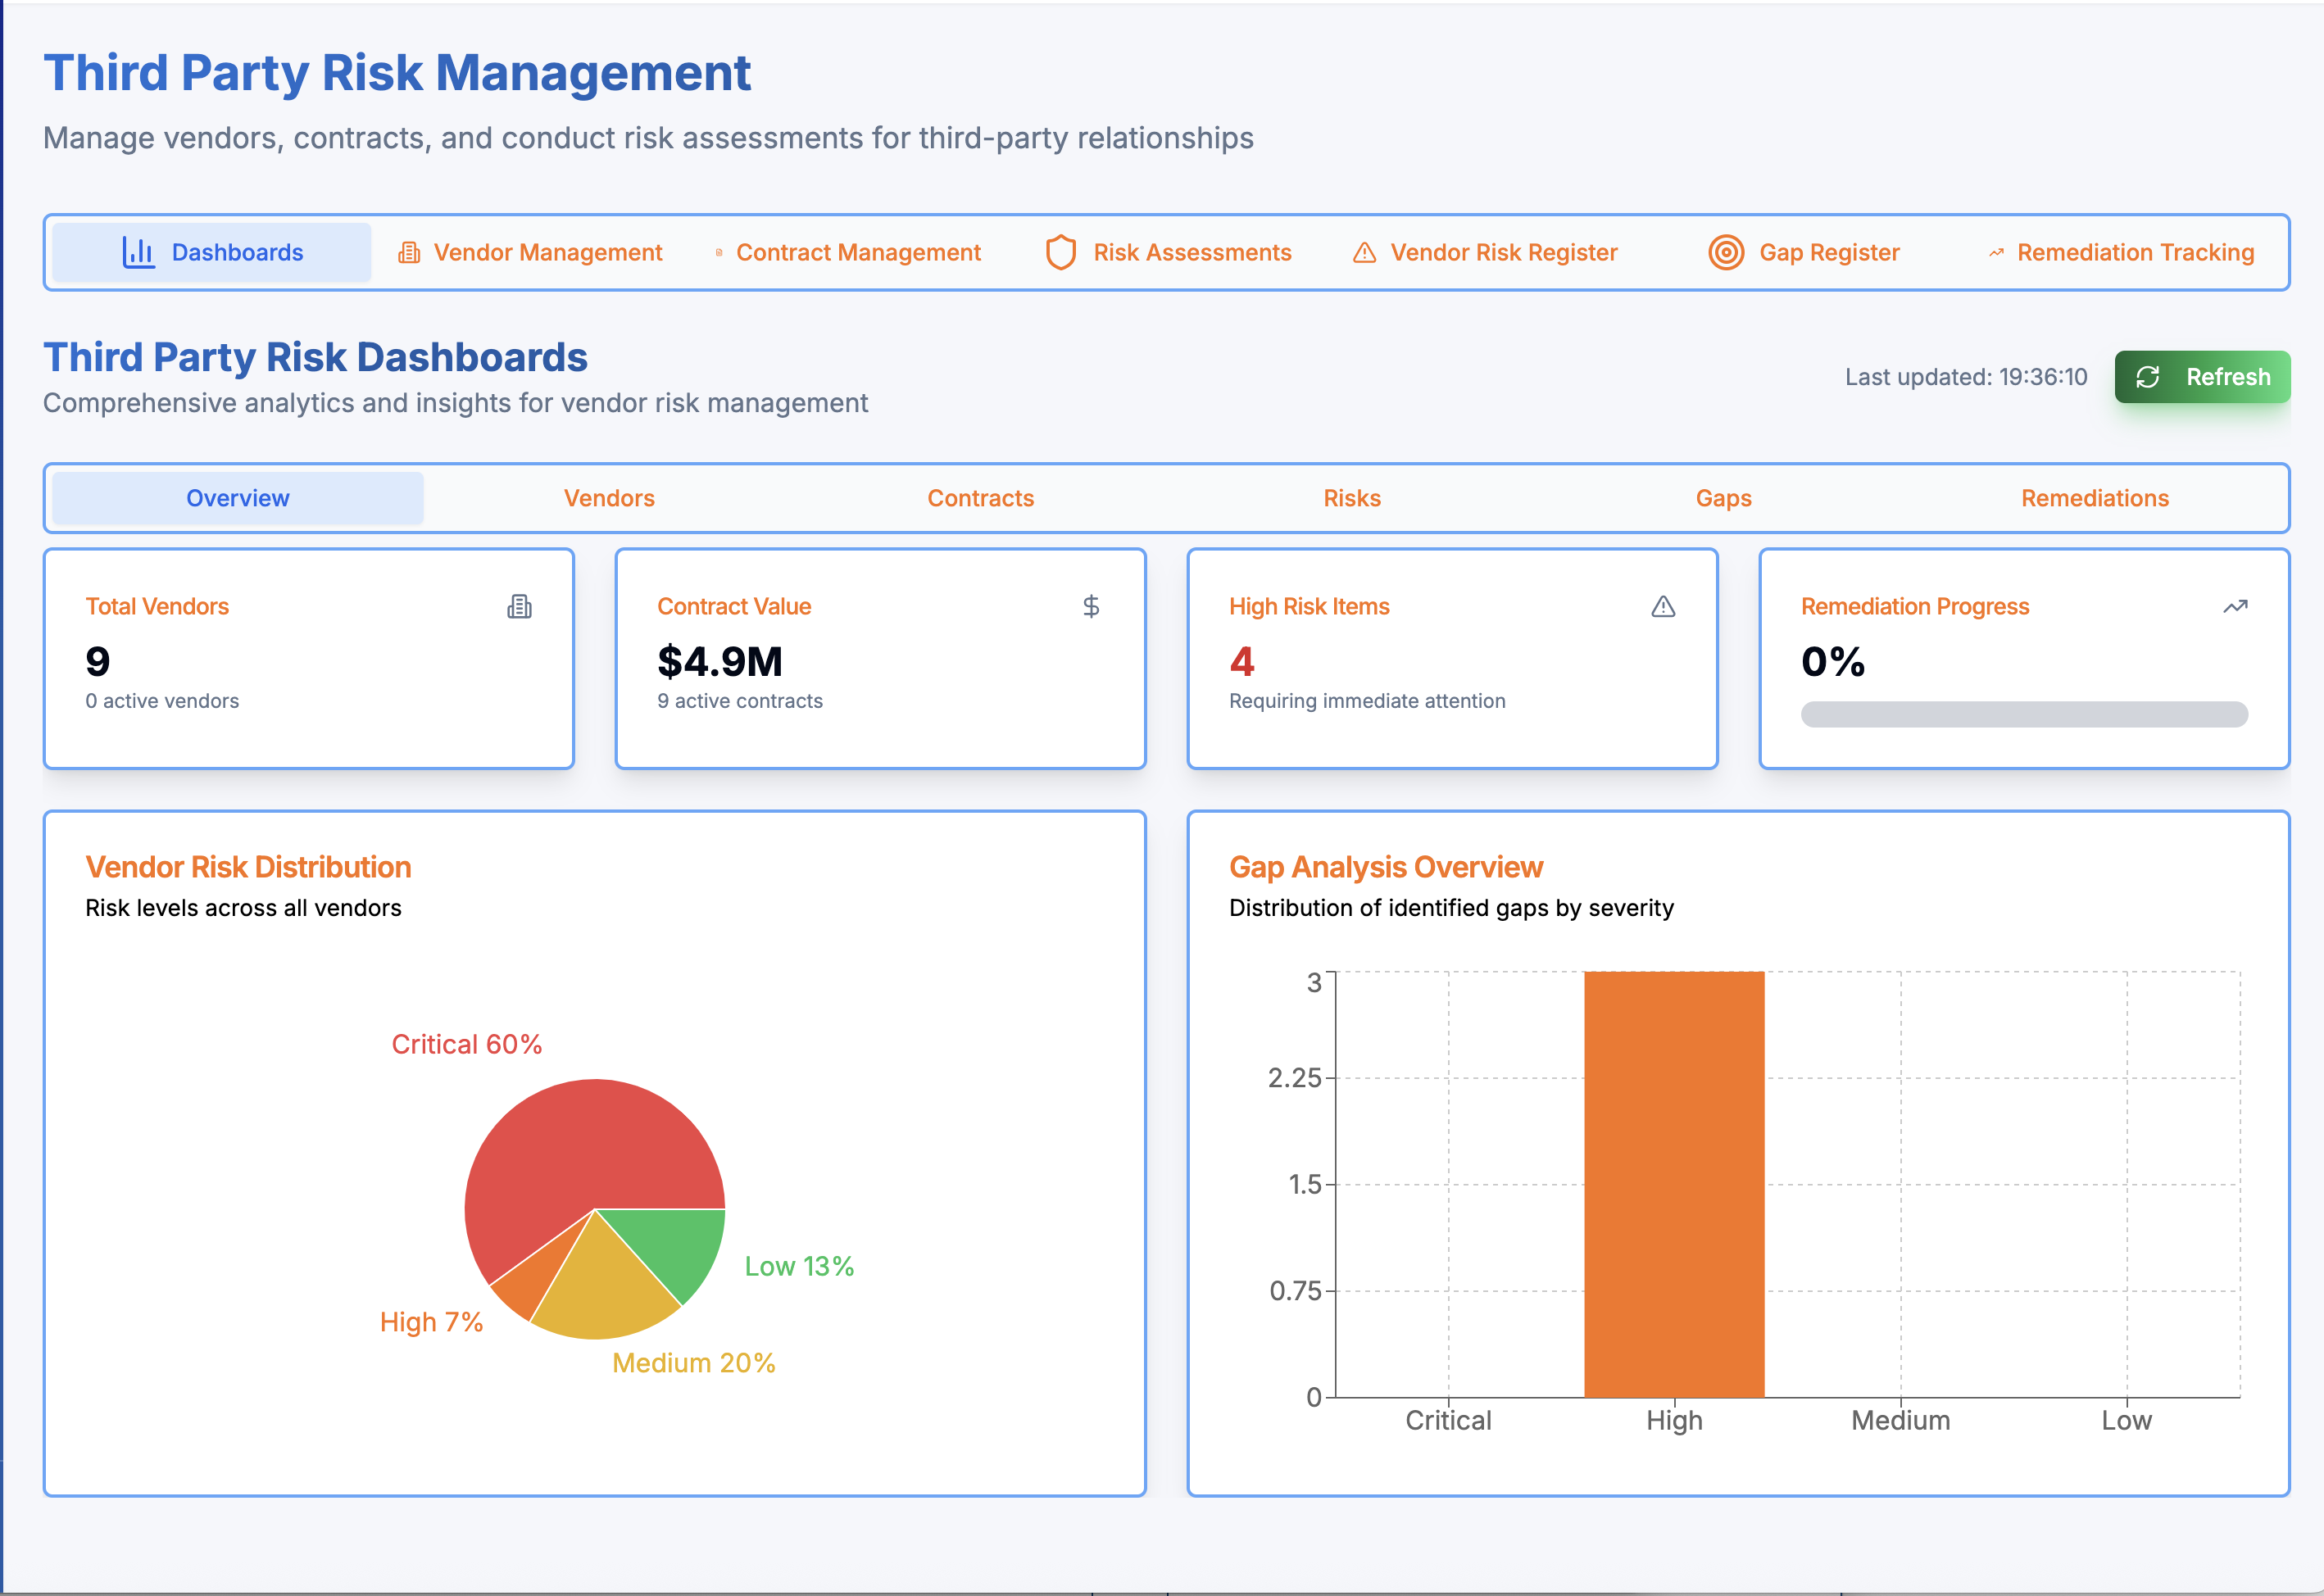 Third Party Risk Management
Manage vendors, contracts, and conduct risk assessments for third-party relationships
Dashboards
Vendor Management
Contract Management
Risk Assessments
Vendor Risk Register
Gap Register
Remediation Tracking
Third Party Risk Dashboards
Comprehensive analytics and insights for vendor risk management
Last updated: 19:36:10
Refresh
Overview
Vendors
Contracts
Risks
Gaps
Remediations
Total Vendors
9
0 active vendors
Contract Value
$
$4.9M
9 active contracts
High Risk Items
4
Requiring immediate attention
Remediation Progress
0%
Vendor Risk Distribution
Risk levels across all vendors
Critical 60%
Low 13%
High 7%
Medium 20%
Gap Analysis Overview
Distribution of identified gaps by severity
3
2.25
1.5
0.75
0
Critical
High
Medium
Low